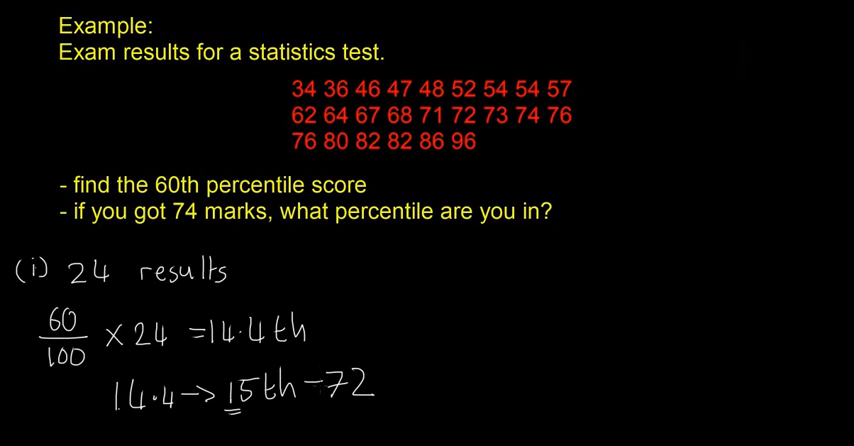 Example:
Exam results for a statistics test.
34 36 46 47 48 52 54 54 57
62 64 67 68 71 72 73 74 76
76 80 82 82 86 96
- find the 60th percentile score
- if you got 74 marks, what percentile are you in?
(i) 24 results
60/100 × 24 = 14.4th
14.4 → 15th - 72